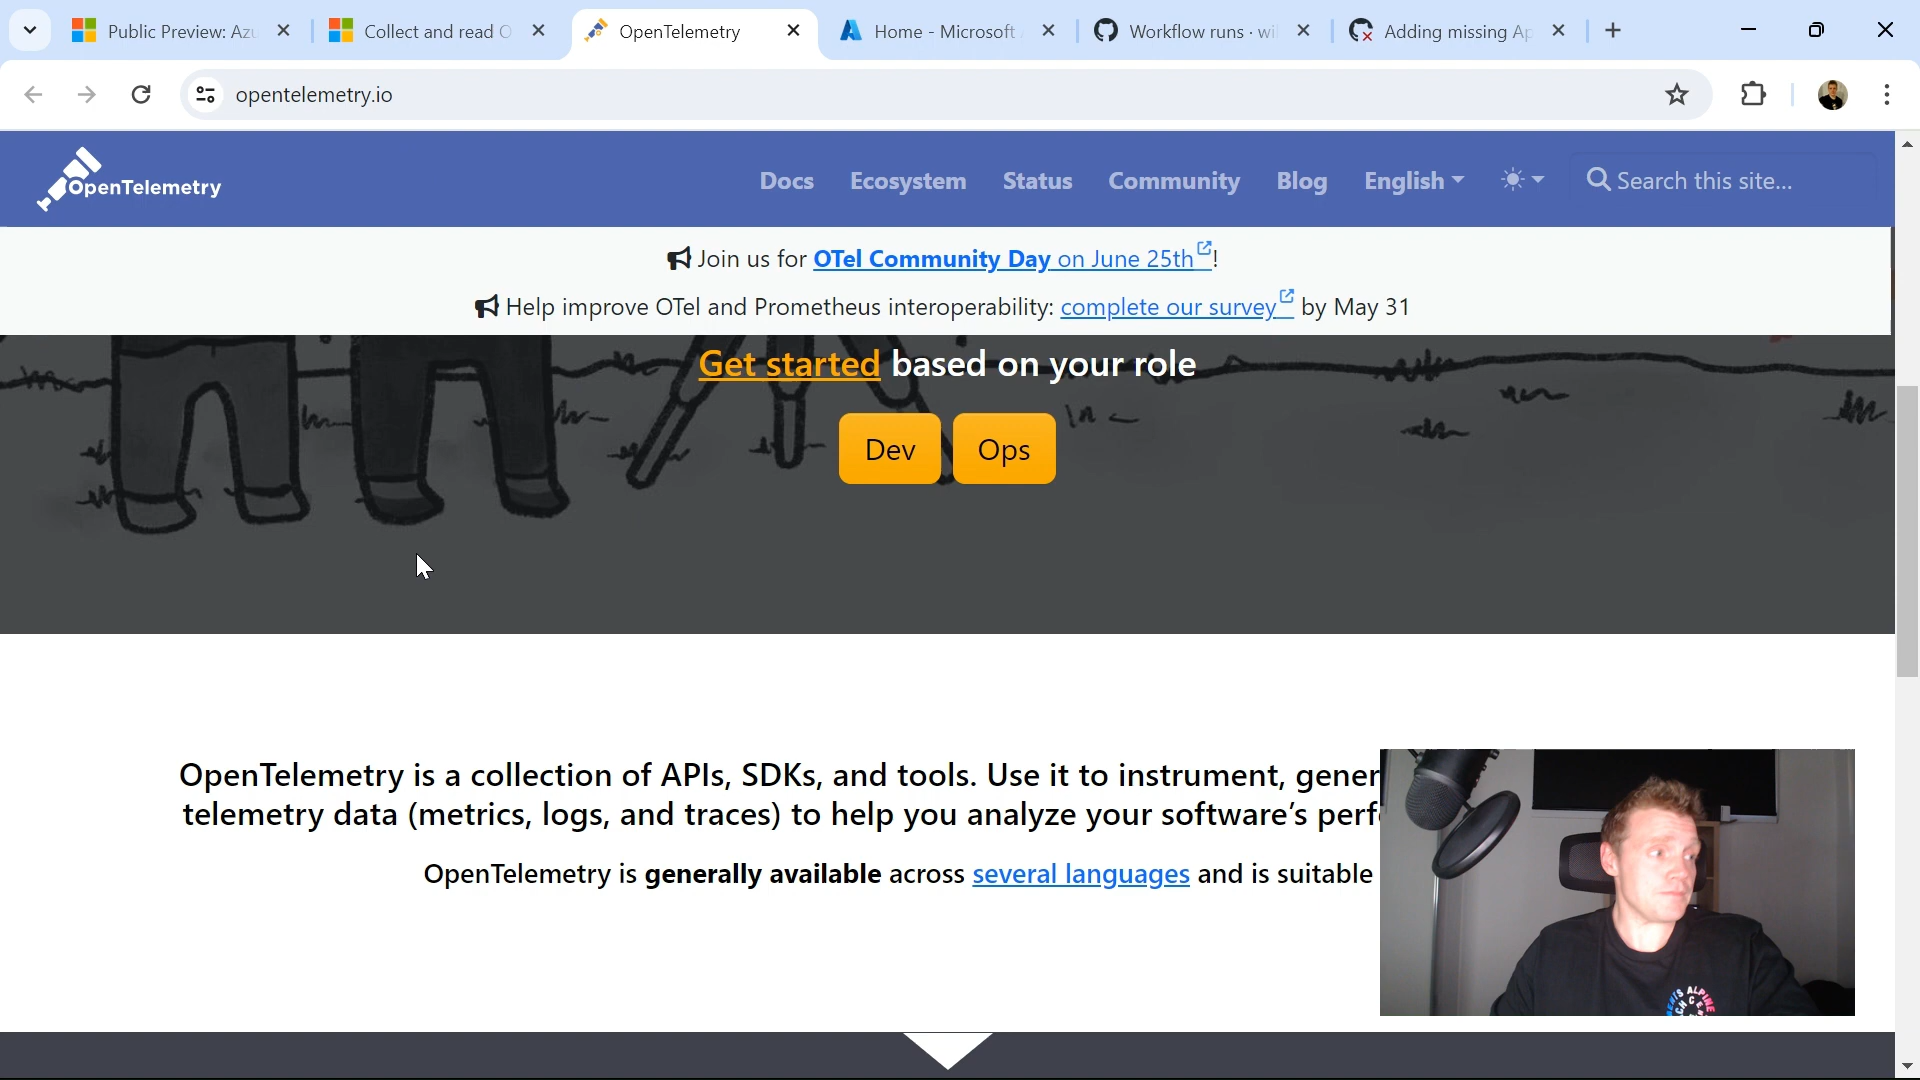 Public Preview: Az
Collect and read O
OpenTelemetry
Home - Microsoft
Workflow runs · wi
Adding missing Ap
opentelemetry.io
OpenTelemetry
Docs
Ecosystem
Status
Community
Blog
English
Search this site...
Join us for OTel Community Day on June 25th!
Help improve OTel and Prometheus interoperability: complete our survey by May 31
Get started based on your role
Dev
Ops
OpenTelemetry is a collection of APIs, SDKs, and tools. Use it to instrument, gener
telemetry data (metrics, logs, and traces) to help you analyze your software's perf
OpenTelemetry is generally available across several languages and is suitable